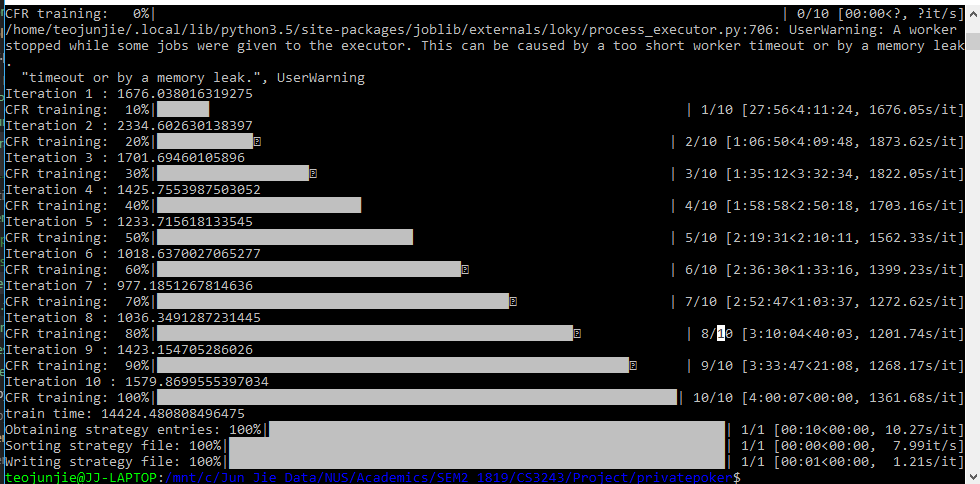 CFR training:   0%| | 0/10 [00:00<?, ?it/s]
/home/teojunjie/.local/lib/python3.5/site-packages/joblib/externals/loky/process_executor.py:706: UserWarning: A worker
stopped while some jobs were given to the executor. This can be caused by a too short worker timeout or by a memory leak
.
  "timeout or by a memory leak.", UserWarning
Iteration 1 : 1676.038016319275
CFR training:  10%| | 1/10 [27:56<4:11:24, 1676.05s/it]
Iteration 2 : 2334.602630138397
CFR training:  20%| | 2/10 [1:06:50<4:09:48, 1873.62s/it]
Iteration 3 : 1701.69460105896
CFR training:  30%| | 3/10 [1:35:12<3:32:34, 1822.05s/it]
Iteration 4 : 1425.7553987503052
CFR training:  40%| | 4/10 [1:58:58<2:50:18, 1703.16s/it]
Iteration 5 : 1233.715618133545
CFR training:  50%| | 5/10 [2:19:31<2:10:11, 1562.33s/it]
Iteration 6 : 1018.6370027065277
CFR training:  60%| | 6/10 [2:36:30<1:33:16, 1399.23s/it]
Iteration 7 : 977.1851267814636
CFR training:  70%| | 7/10 [2:52:47<1:03:37, 1272.62s/it]
Iteration 8 : 1036.3491287231445
CFR training:  80%| | 8/10 [3:10:04<40:03, 1201.74s/it]
Iteration 9 : 1423.154705286026
CFR training:  90%| | 9/10 [3:33:47<21:08, 1268.17s/it]
Iteration 10 : 1579.8699555397034
CFR training: 100%| | 10/10 [4:00:07<00:00, 1361.68s/it]
train time: 14424.480808496475
Obtaining strategy entries: 100%| | 1/1 [00:10<00:00, 10.27s/it]
Sorting strategy file: 100%| | 1/1 [00:00<00:00,  7.99it/s]
Writing strategy file: 100%| | 1/1 [00:01<00:00,  1.21s/it]
teojunjie@JJ-LAPTOP:/mnt/c/Jun Jie Data/NUS/Academics/SEM2 1819/CS3243/Project/privatepoker$